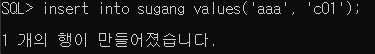 SQL> insert into sugang values('aaa', 'c01');
1 개의 행이 만들어졌습니다.